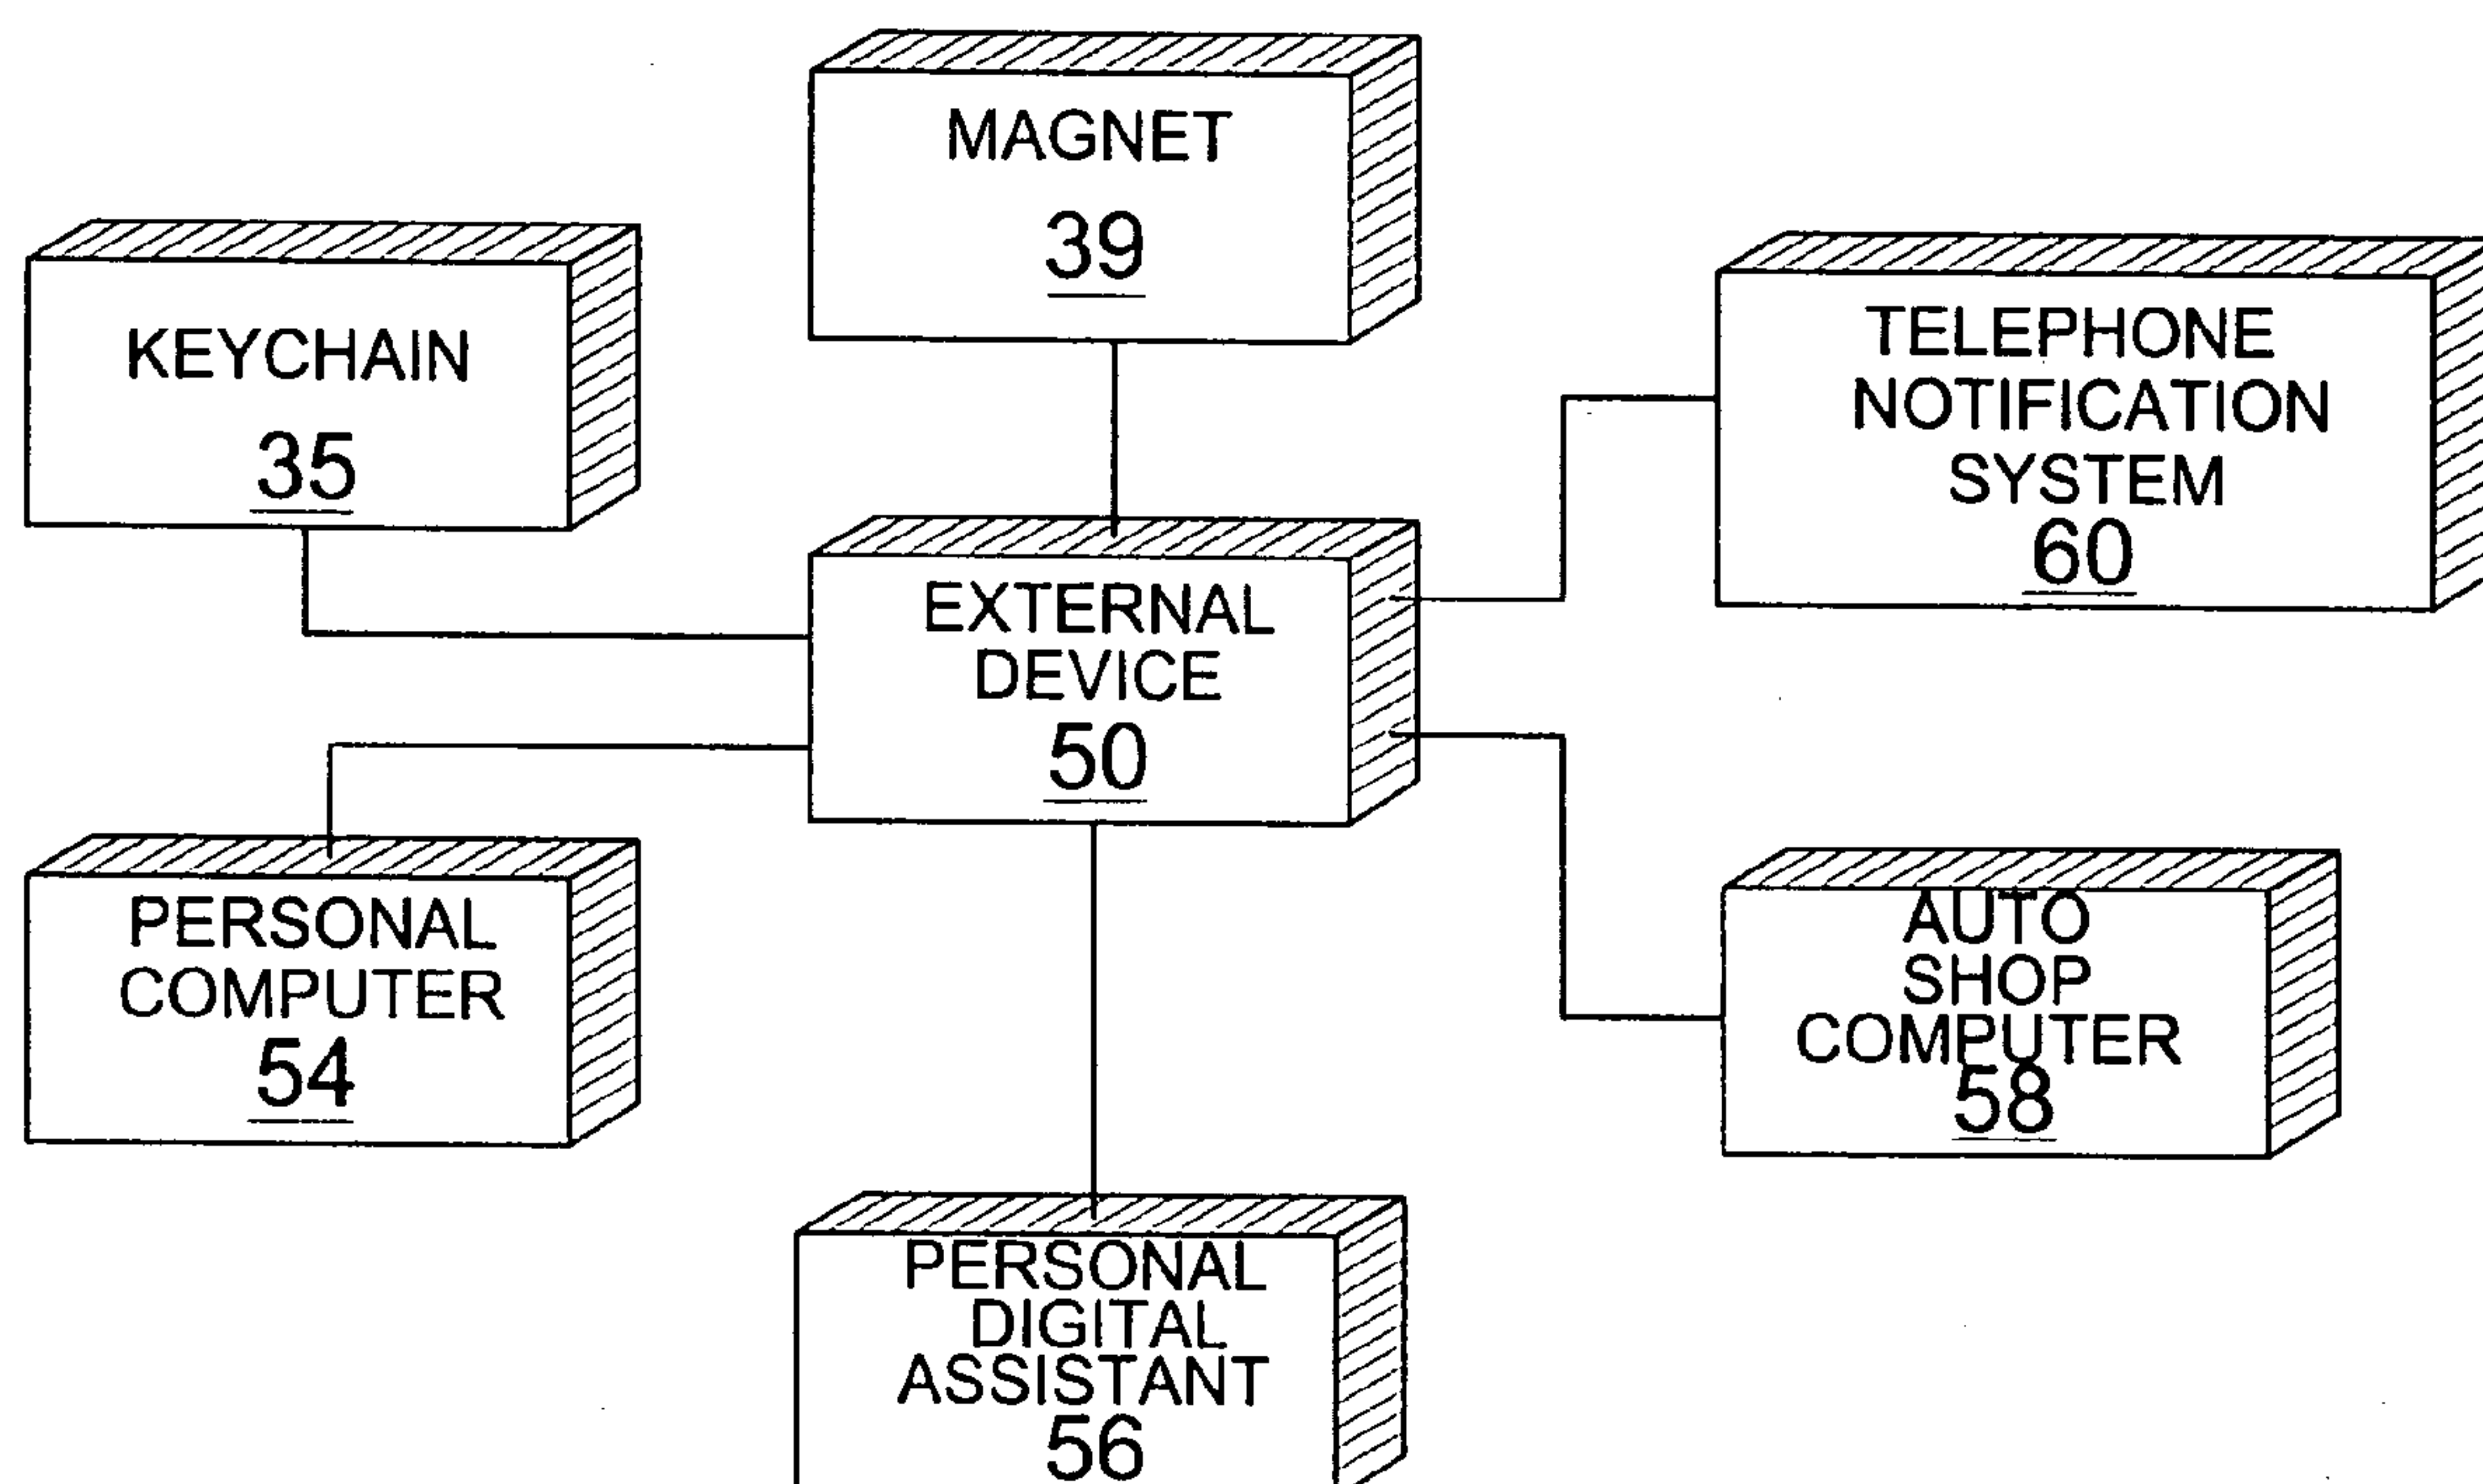 MAGNET
39
KEYCHAIN
35
TELEPHONE
NOTIFICATION
SYSTEM
60
EXTERNAL
DEVICE
50
PERSONAL
COMPUTER
54
AUTO
SHOP
COMPUTER
58
PERSONAL
DIGITAL
ASSISTANT
56